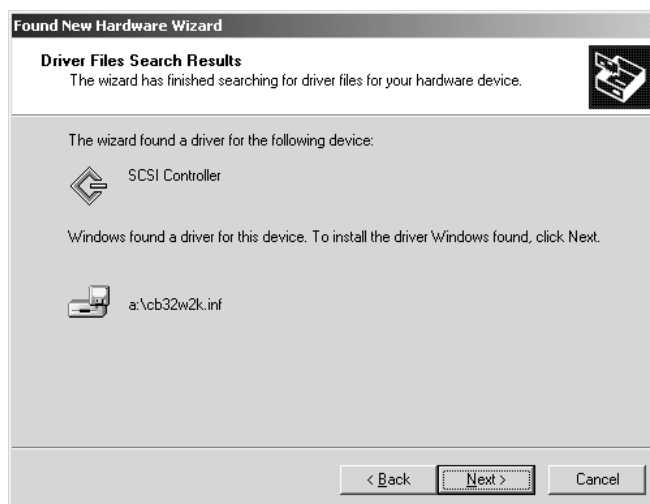 Found New Hardware Wizard
Driver Files Search Results
The wizard has finished searching for driver files for your hardware device.
The wizard found a driver for the following device:
SCSI Controller
Windows found a driver for this device. To install the driver Windows found, click Next.
a:\cb32w2k.inf
< Back
Next >
Cancel